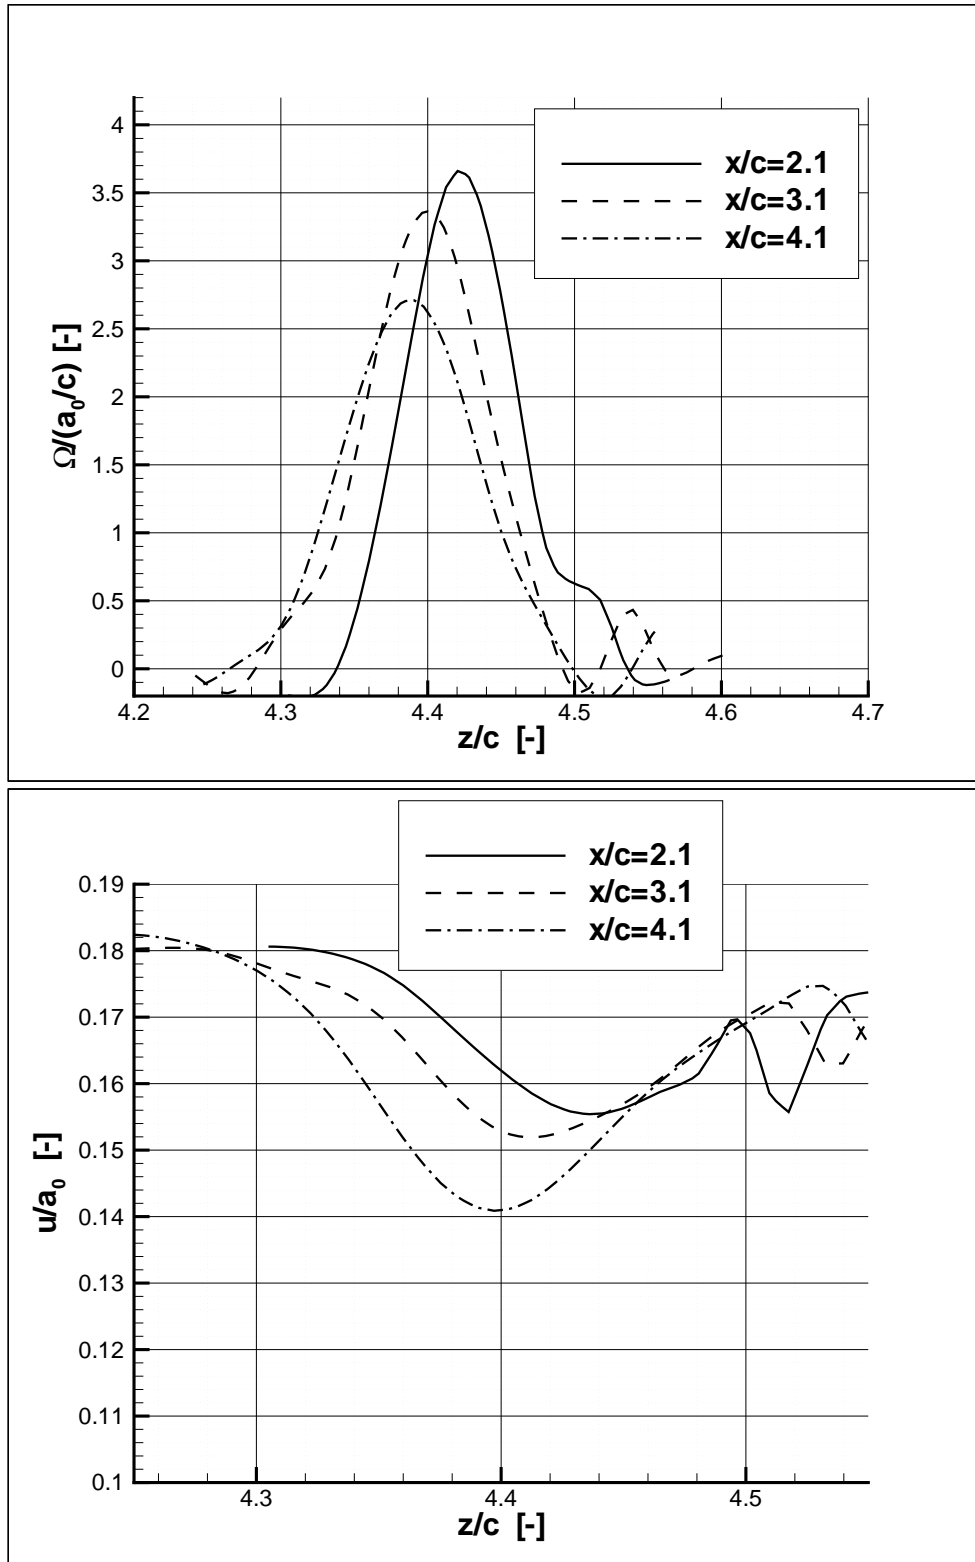 4
3.5
3
2.5
2
1.5
1
0.5
0
Ω/(a₀/c) [-]
x/c=2.1
x/c=3.1
x/c=4.1
4.2 4.3 4.4 4.5 4.6 4.7
z/c [-]
x/c=2.1
x/c=3.1
x/c=4.1
0.19
0.18
0.17
0.16
0.15
0.14
0.13
0.12
0.11
0.1
u/a₀ [-]
4.3 4.4 4.5
z/c [-]